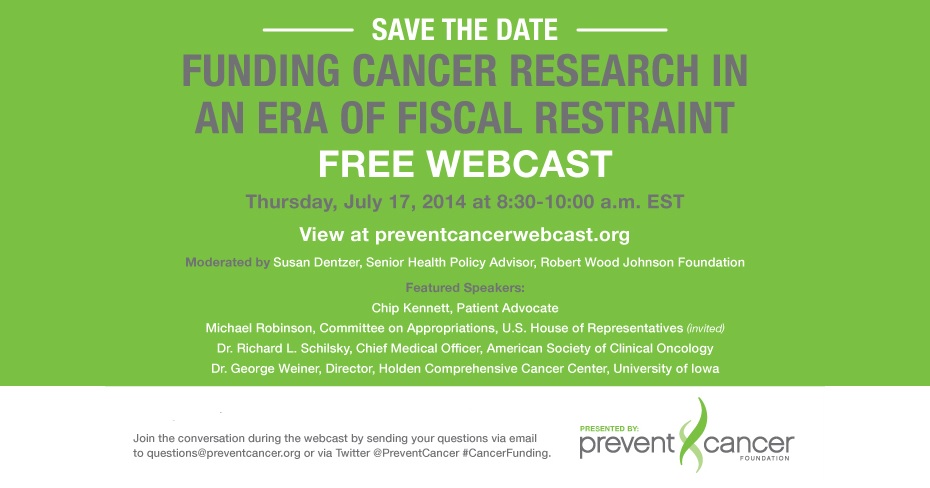 SAVE THE DATE
FUNDING CANCER RESEARCH IN
AN ERA OF FISCAL RESTRAINT
FREE WEBCAST
Thursday, July 17, 2014 at 8:30-10:00 a.m. EST
View at preventcancerwebcast.org
Moderated by Susan Dentzer, Senior Health Policy Advisor, Robert Wood Johnson Foundation
Featured Speakers:
Chip Kennett, Patient Advocate
Michael Robinson, Committee on Appropriations, U.S. House of Representatives (invited)
Dr. Richard L. Schilsky, Chief Medical Officer, American Society of Clinical Oncology
Dr. George Weiner, Director, Holden Comprehensive Cancer Center, University of Iowa
Join the conversation during the webcast by sending your questions via email
to questions@preventcancer.org or via Twitter @PreventCancer #CancerFunding.
PRESENTED BY:
prevent cancer
FOUNDATION